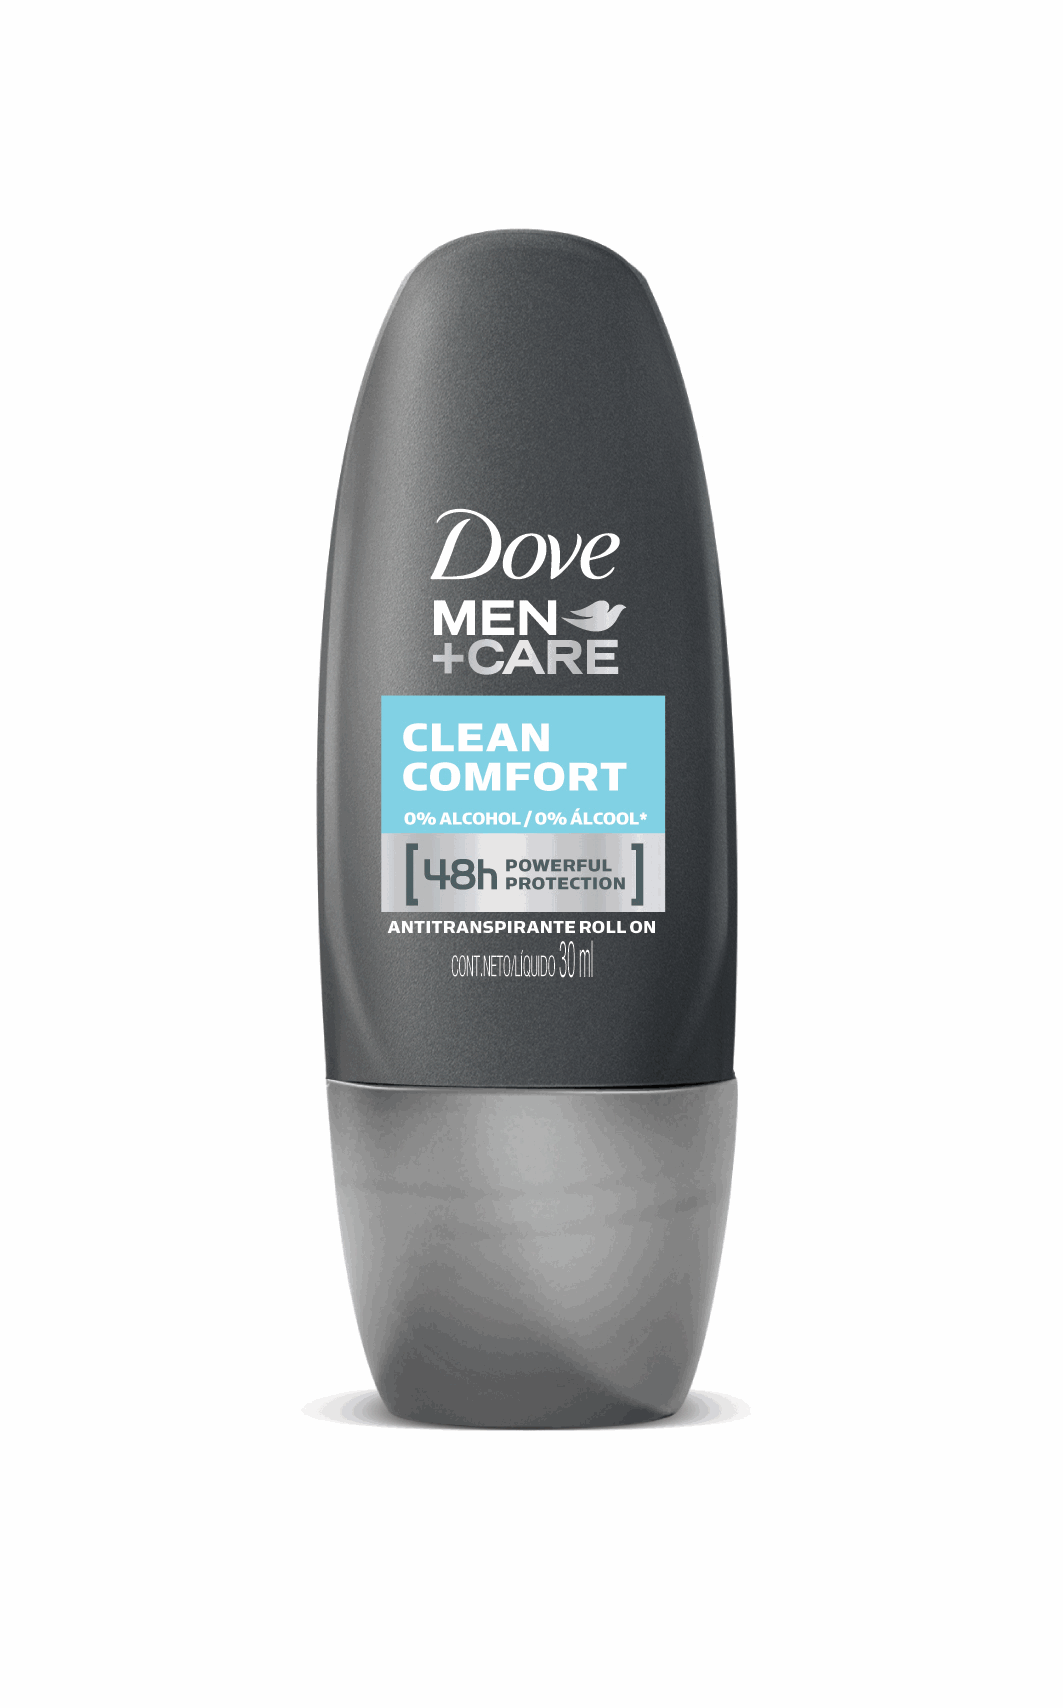 Dove
MEN
+CARE
CLEAN
COMFORT
0% ALCOHOL / 0% ÁLCOOL*
[48h POWERFUL
PROTECTION]
ANTITRANSPIRANTE ROLL ON
CONT.NETO/LÍQUIDO 30 ml